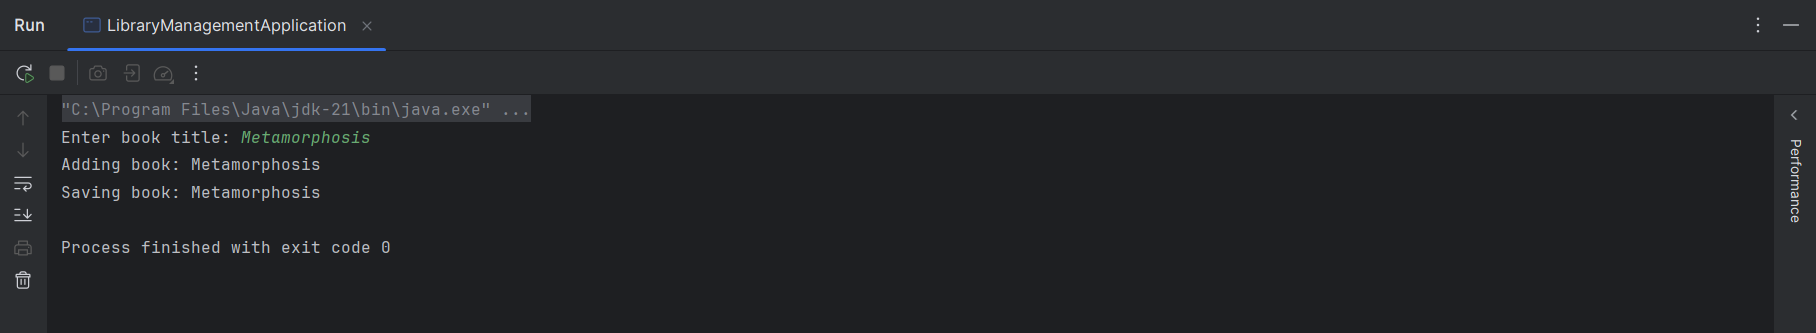 Run LibraryManagementApplication
"C:\Program Files\Java\jdk-21\bin\java.exe" ...
Enter book title: Metamorphosis
Adding book: Metamorphosis
Saving book: Metamorphosis
Process finished with exit code 0
Performance